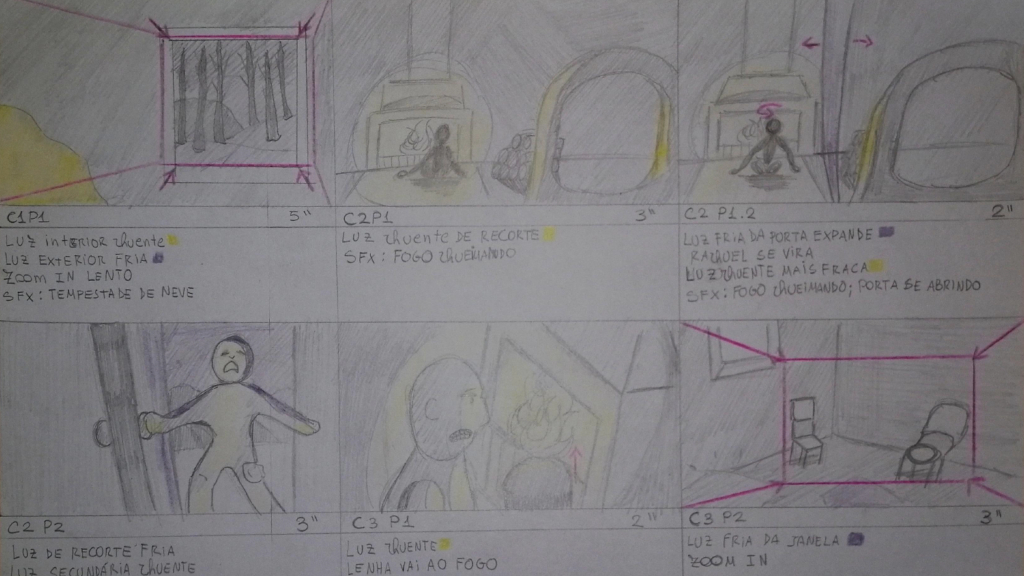 C1P1 5"
LUZ interior quente
LUZ EXTERIOR FRIA
ZOOM IN LENTO
SFX: TEMPESTADE DE NEVE
C2P1 3"
LUZ quente DE RECORTE
SFX: FOGO queimando
C2 P1.2 2"
LUZ FRIA DA PORTA EXPANDE
RAQUEL SE VIRA
LUZ quente MAIS FRACA
SFX: FOGO queimando; PORTA SE ABRINDO
C2 P2 3"
LUZ DE RECORTE FRIA
LUZ SECUNDÁRIA quente
C3 P1 2"
LUZ quente
LENHA VAI AO FOGO
C3 P2 3"
LUZ FRIA DA JANELA
ZOOM IN